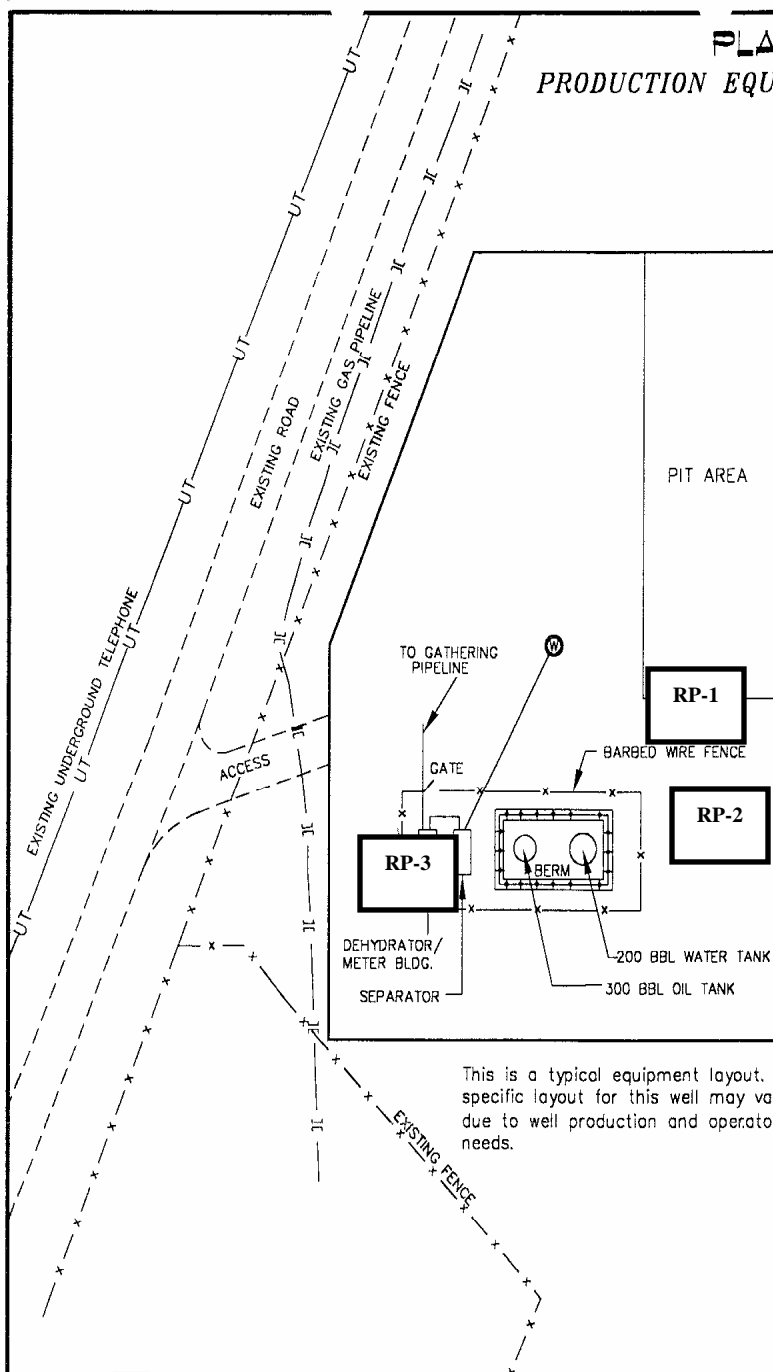 PLA
PRODUCTION EQU
UT
UT
UT
UT
UT
UT
UT
EXISTING UNDERGROUND TELEPHONE
EXISTING ROAD
EXISTING GAS PIPELINE
EXISTING FENCE
PIT AREA
TO GATHERING
PIPELINE
W
RP-1
ACCESS
GATE
BARBED WIRE FENCE
RP-2
RP-3
BERM
DEHYDRATOR/
METER BLDG.
SEPARATOR
200 BBL WATER TANK
300 BBL OIL TANK
This is a typical equipment layout.
specific layout for this well may va
due to well production and operato
needs.
EXISTING FENCE